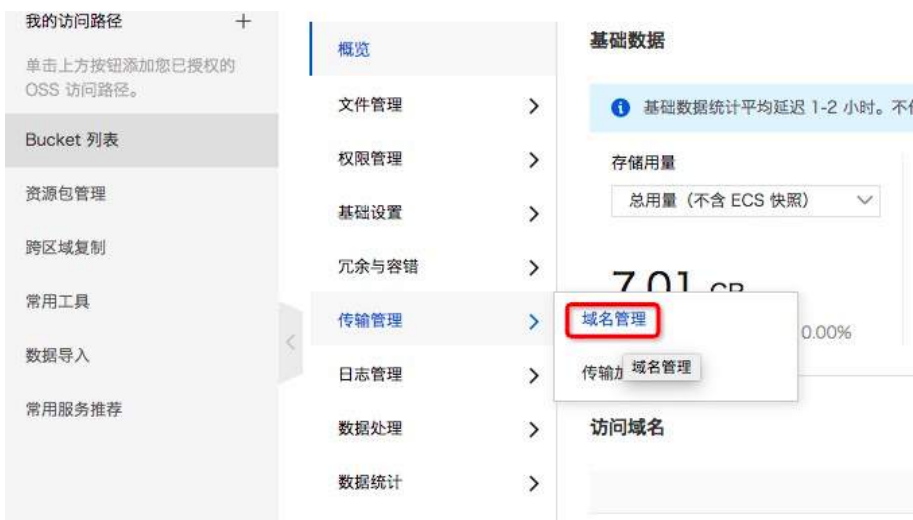 我的访问路径
单击上方按钮添加您已授权的
OSS 访问路径。
Bucket 列表
资源包管理
跨区域复制
常用工具
数据导入
常用服务推荐
概览
文件管理
权限管理
基础设置
冗余与容错
传输管理
日志管理
数据处理
数据统计
基础数据
基础数据统计平均延迟 1-2 小时。不
存储用量
总用量（不含 ECS 快照）
7.01 GB
域名管理
0.00%
传输
域名管理
访问域名